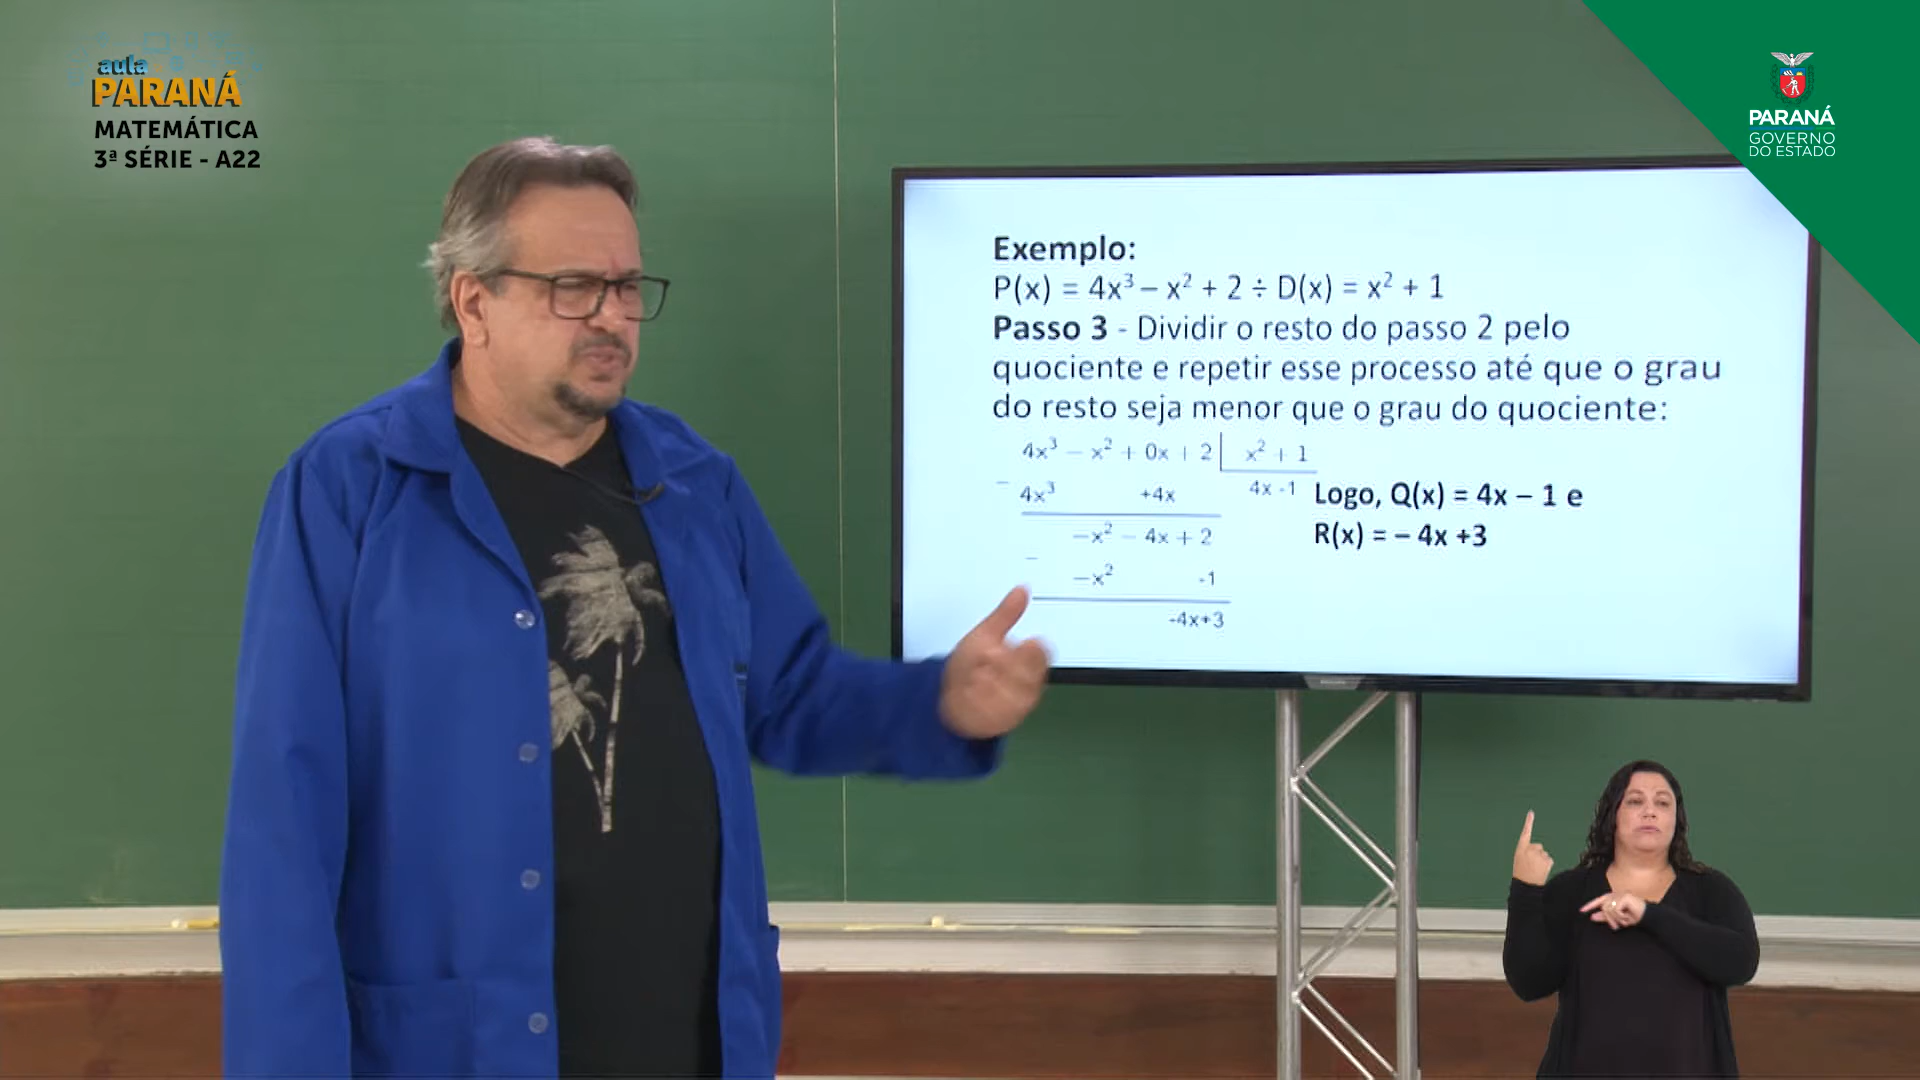 aula
PARANÁ
MATEMÁTICA
3ª SÉRIE - A22
PARANÁ
GOVERNO
DO ESTADO
Exemplo:
P(x) = 4x³ – x² + 2 ÷ D(x) = x² + 1
Passo 3 - Dividir o resto do passo 2 pelo
quociente e repetir esse processo até que o grau
do resto seja menor que o grau do quociente:
4x³ – x² + 0x + 2 x² + 1
– 4x³ +4x 4x -1
–x² – 4x + 2
– –x² -1
-4x+3
Logo, Q(x) = 4x – 1 e
R(x) = – 4x +3